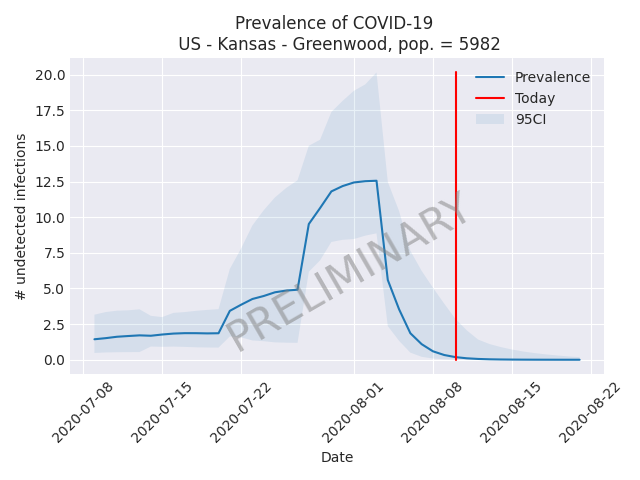 Prevalence of COVID-19
US - Kansas - Greenwood, pop. = 5982
20.0
17.5
15.0
12.5
10.0
7.5
5.0
2.5
0.0
# undetected infections
Prevalence
Today
95CI
PRELIMINARY
2020-07-08
2020-07-15
2020-07-22
2020-08-01
2020-08-08
2020-08-15
2020-08-22
Date